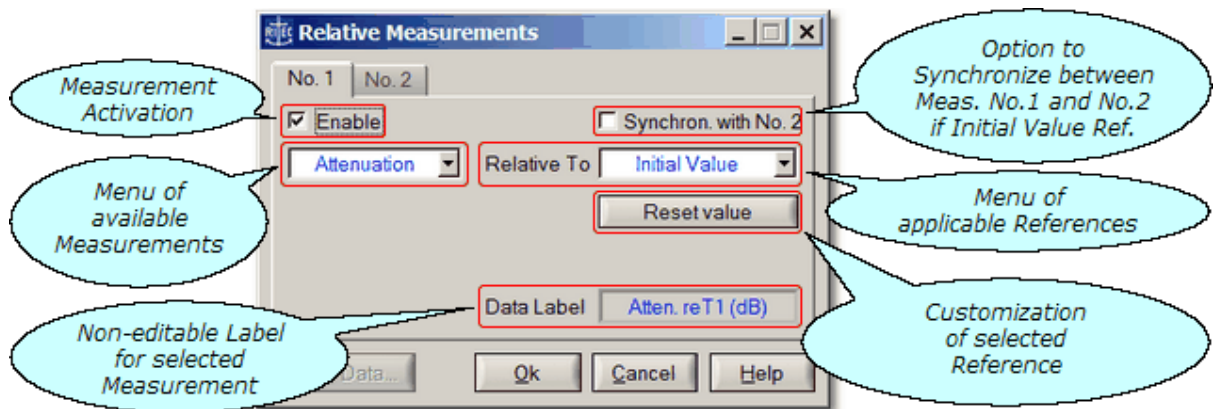 RITEC Relative Measurements
No. 1 No. 2
Enable
Synchron. with No. 2
Attenuation
Relative To
Initial Value
Reset value
Data Label
Atten. reT1 (dB)
Data...
Ok
Cancel
Help
Measurement
Activation
Menu of
available
Measurements
Non-editable Label
for selected
Measurement
Option to
Synchronize between
Meas. No.1 and No.2
if Initial Value Ref.
Menu of
applicable References
Customization
of selected
Reference